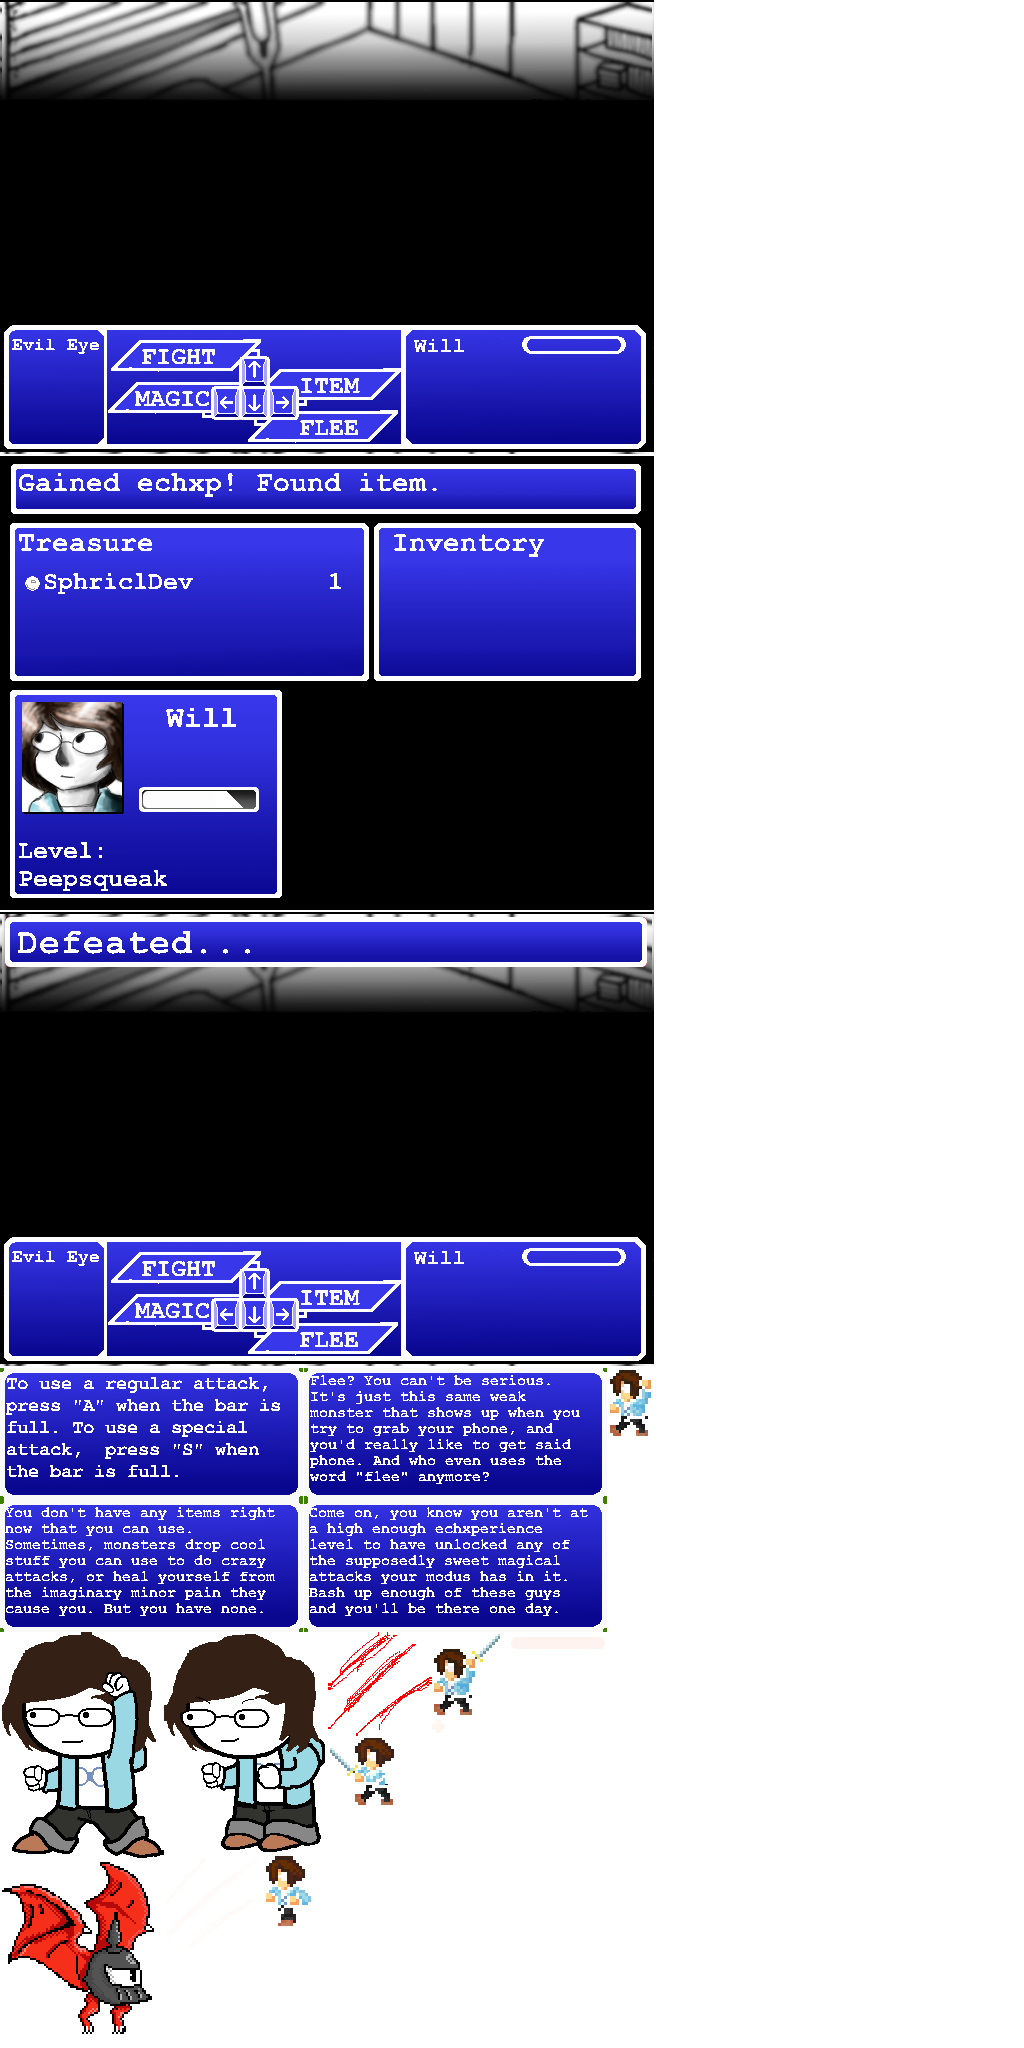 Evil Eye
FIGHT
MAGIC
ITEM
FLEE
Will
Gained echxp! Found item.
Treasure
SphriclDev 1
Inventory
Will
Level:
Peepsqueak
Defeated...
Evil Eye
FIGHT
MAGIC
ITEM
FLEE
Will
To use a regular attack,
press "A" when the bar is
full. To use a special
attack, press "S" when
the bar is full.
Flee? You can't be serious.
It's just this same weak
monster that shows up when you
try to grab your phone, and
you'd really like to get said
phone. And who even uses the
word "flee" anymore?
You don't have any items right
now that you can use.
Sometimes, monsters drop cool
stuff you can use to do crazy
attacks, or heal yourself from
the imaginary minor pain they
cause you. But you have none.
Come on, you know you aren't at
a high enough echxperience
level to have unlocked any of
the supposedly sweet magical
attacks your modus has in it.
Bash up enough of these guys
and you'll be there one day.